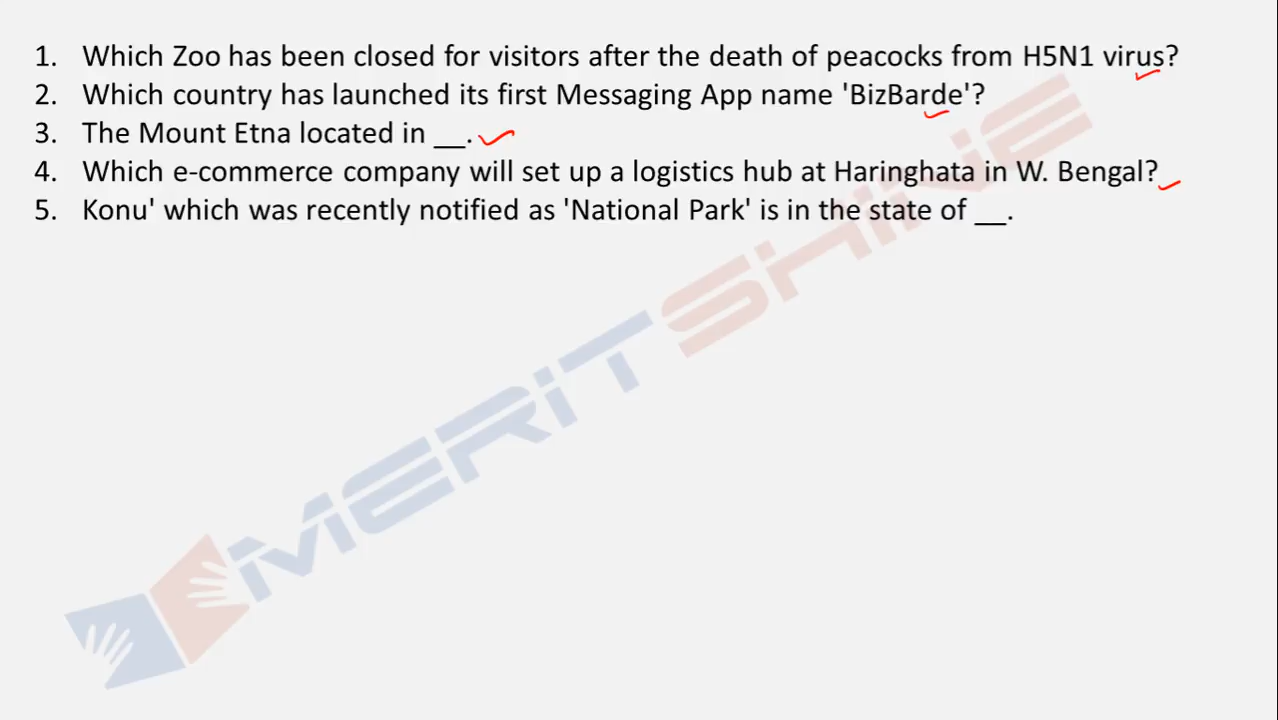 1. Which Zoo has been closed for visitors after the death of peacocks from H5N1 virus?
2. Which country has launched its first Messaging App name 'BizBarde'?
3. The Mount Etna located in __.
4. Which e-commerce company will set up a logistics hub at Haringhata in W. Bengal?
5. Konu' which was recently notified as 'National Park' is in the state of __.
MERITSHINE